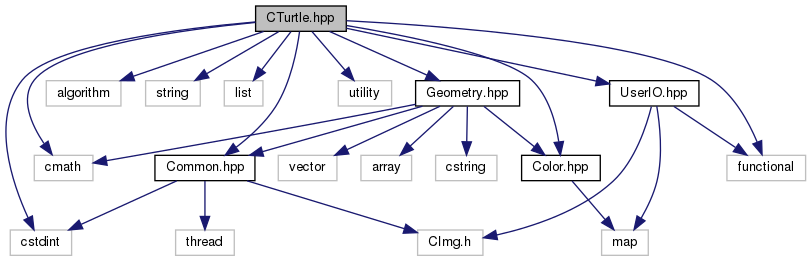 CTurtle.hpp
algorithm
string
list
utility
Geometry.hpp
UserIO.hpp
cmath
Common.hpp
vector
array
cstring
Color.hpp
functional
cstdint
thread
CImg.h
map